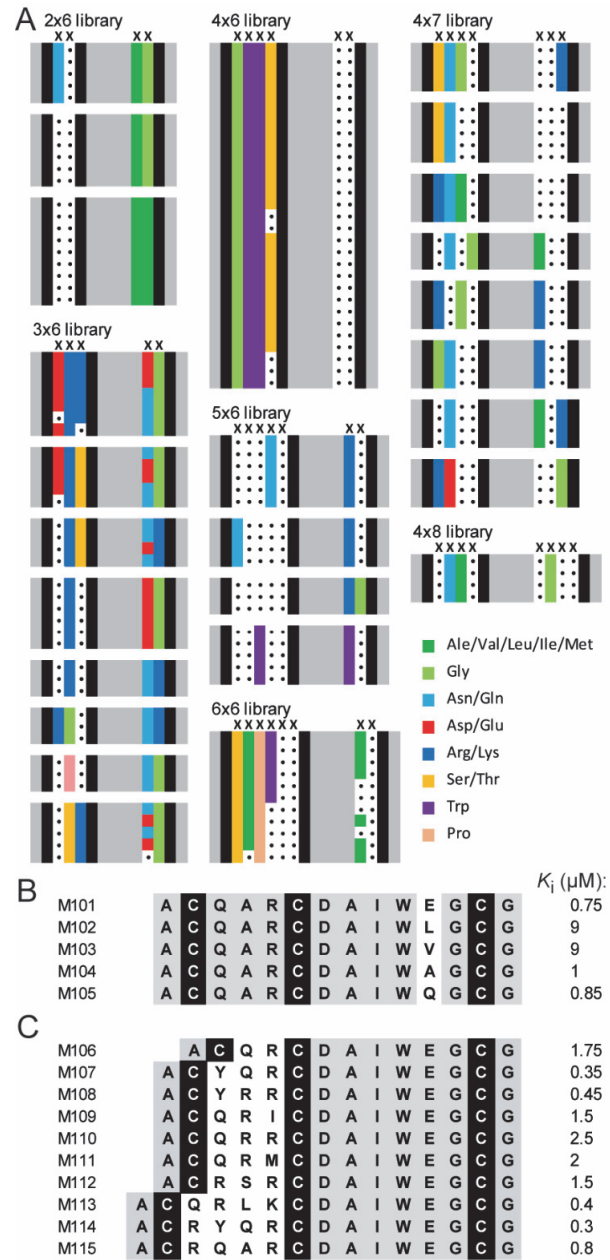 A
2x6 library
x x x x
3x6 library
x x x x x
4x6 library
x x x x x x
5x6 library
x x x x x x x
6x6 library
x x x x x x x x
4x7 library
x x x x x x x
4x8 library
x x x x x x x x
Ale/Val/Leu/Ile/Met
Gly
Asn/Gln
Asp/Glu
Arg/Lys
Ser/Thr
Trp
Pro
B
Ki (µM):
M101 A C Q A R C D A I W E G C G 0.75
M102 A C Q A R C D A I W L G C G 9
M103 A C Q A R C D A I W V G C G 9
M104 A C Q A R C D A I W A G C G 1
M105 A C Q A R C D A I W Q G C G 0.85
C
M106 A C Q R C D A I W E G C G 1.75
M107 A C Y Q R C D A I W E G C G 0.35
M108 A C Y R R C D A I W E G C G 0.45
M109 A C Q R I C D A I W E G C G 1.5
M110 A C Q R R C D A I W E G C G 2.5
M111 A C Q R M C D A I W E G C G 2
M112 A C R S R C D A I W E G C G 1.5
M113 A C Q R L K C D A I W E G C G 0.4
M114 A C R Y Q R C D A I W E G C G 0.3
M115 A C R Q A R C D A I W E G C G 0.8